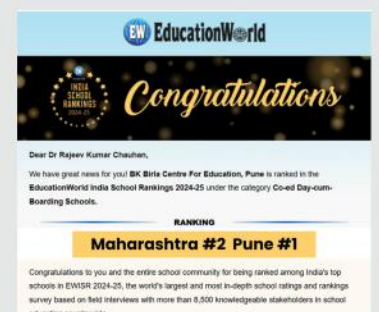 EW EducationWorld
INDIA
SCHOOL
RANKINGS
2024-25
Congratulations
Dear Dr Rajeev Kumar Chauhan,
We have great news for you! BK Birla Centre For Education, Pune is ranked in the
EducationWorld India School Rankings 2024-25 under the category Co-ed Day-cum-
Boarding Schools.
RANKING
Maharashtra #2 Pune #1
Congratulations to you and the entire school community for being ranked among India's top
schools in EWISR 2024-25, the world's largest and most in-depth school ratings and rankings
survey based on field interviews with more than 8,500 knowledgeable stakeholders in school